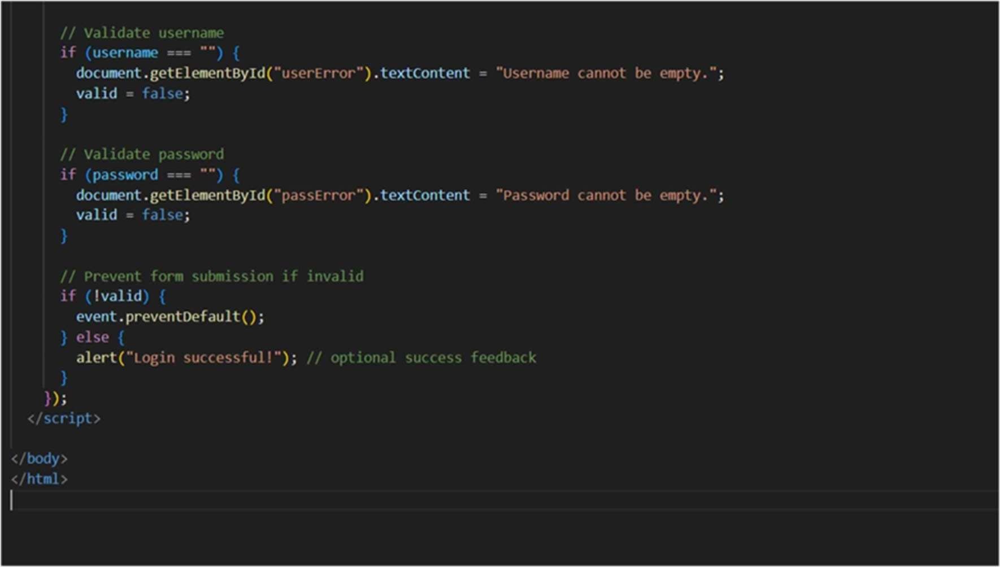 // Validate username
if (username === "") {
document.getElementById("userError").textContent = "Username cannot be empty.";
valid = false;
}
// Validate password
if (password === "") {
document.getElementById("passError").textContent = "Password cannot be empty.";
valid = false;
}
// Prevent form submission if invalid
if (!valid) {
event.preventDefault();
} else {
alert("Login successful!"); // optional success feedback
}
});
</script>
</body>
</html>